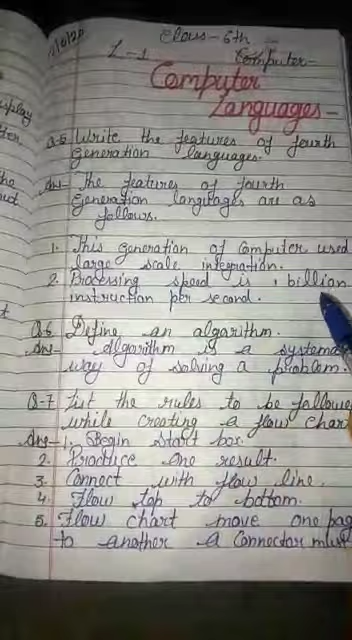 Class-6th
L-1 Computer-
Computer
Languages-
Q-5 Write the features of fourth
Generation languages.
Ans- The features of fourth
Generation languages are as
follows.
1. This generation of computer used
large scale integration.
2. Processing speed is 1 billion
instruction per second.
Q-6 Define an algorithm.
Ans- algorithm is a systema
way of solving a problem.
Q-7 List the rules to be followe
while creating a flow char
Ans-1. Begin start box.
2. Produce one result.
3. Connect with flow line.
4. Flow top to bottom.
5. Flow chart move one pag
to another a connector mus